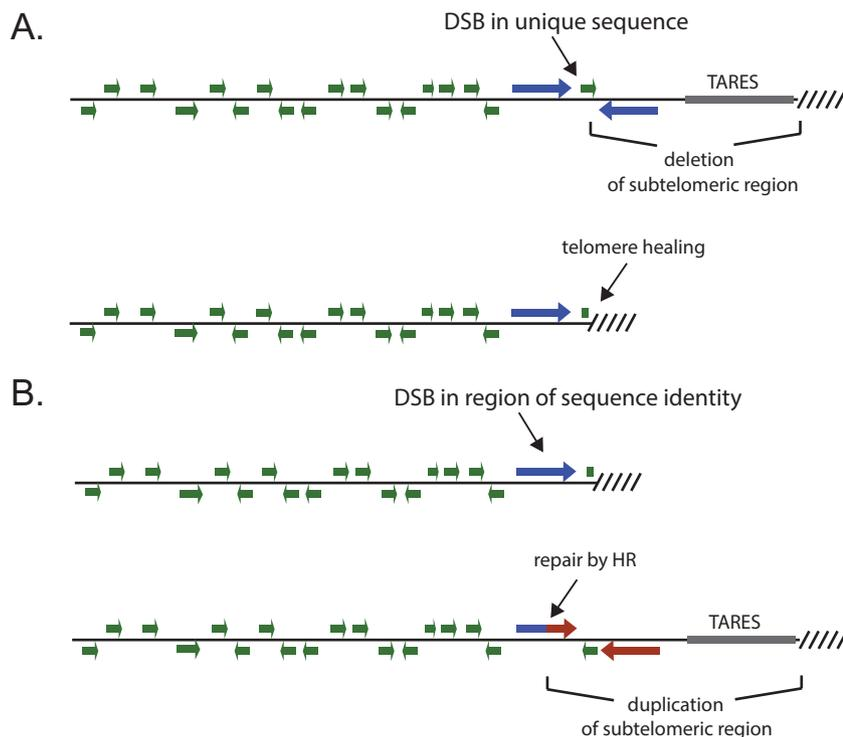 A.
DSB in unique sequence
TARES
deletion
of subtelomeric region
telomere healing
B.
DSB in region of sequence identity
repair by HR
TARES
duplication
of subtelomeric region